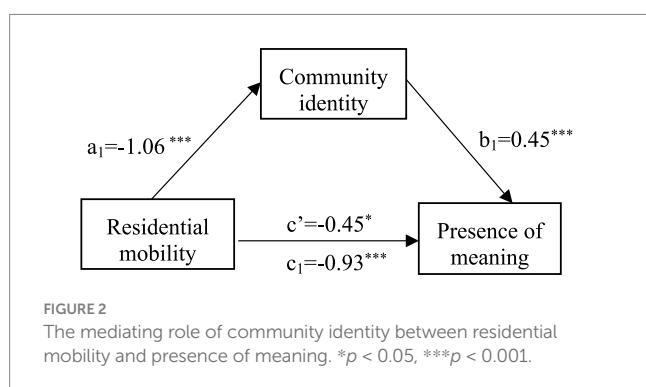 Community
identity
a₁=-1.06 ***
b₁=0.45***
Residential
mobility
c’=-0.45*
c₁=-0.93***
Presence of
meaning
FIGURE 2
The mediating role of community identity between residential
mobility and presence of meaning. *p < 0.05, ***p < 0.001.